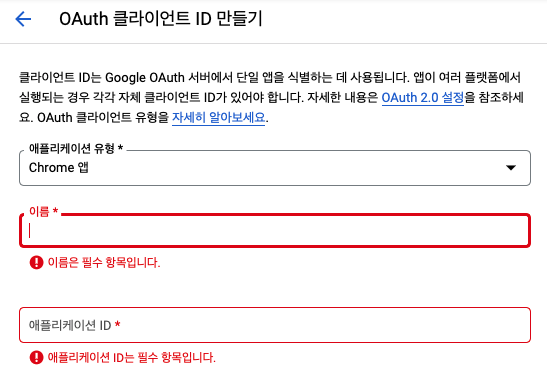 OAuth 클라이언트 ID 만들기
클라이언트 ID는 Google OAuth 서버에서 단일 앱을 식별하는 데 사용됩니다. 앱이 여러 플랫폼에서
실행되는 경우 각각 자체 클라이언트 ID가 있어야 합니다. 자세한 내용은 OAuth 2.0 설정을 참조하세
요. OAuth 클라이언트 유형을 자세히 알아보세요.
애플리케이션 유형 *
Chrome 앱
이름 *
이름은 필수 항목입니다.
애플리케이션 ID *
애플리케이션 ID는 필수 항목입니다.